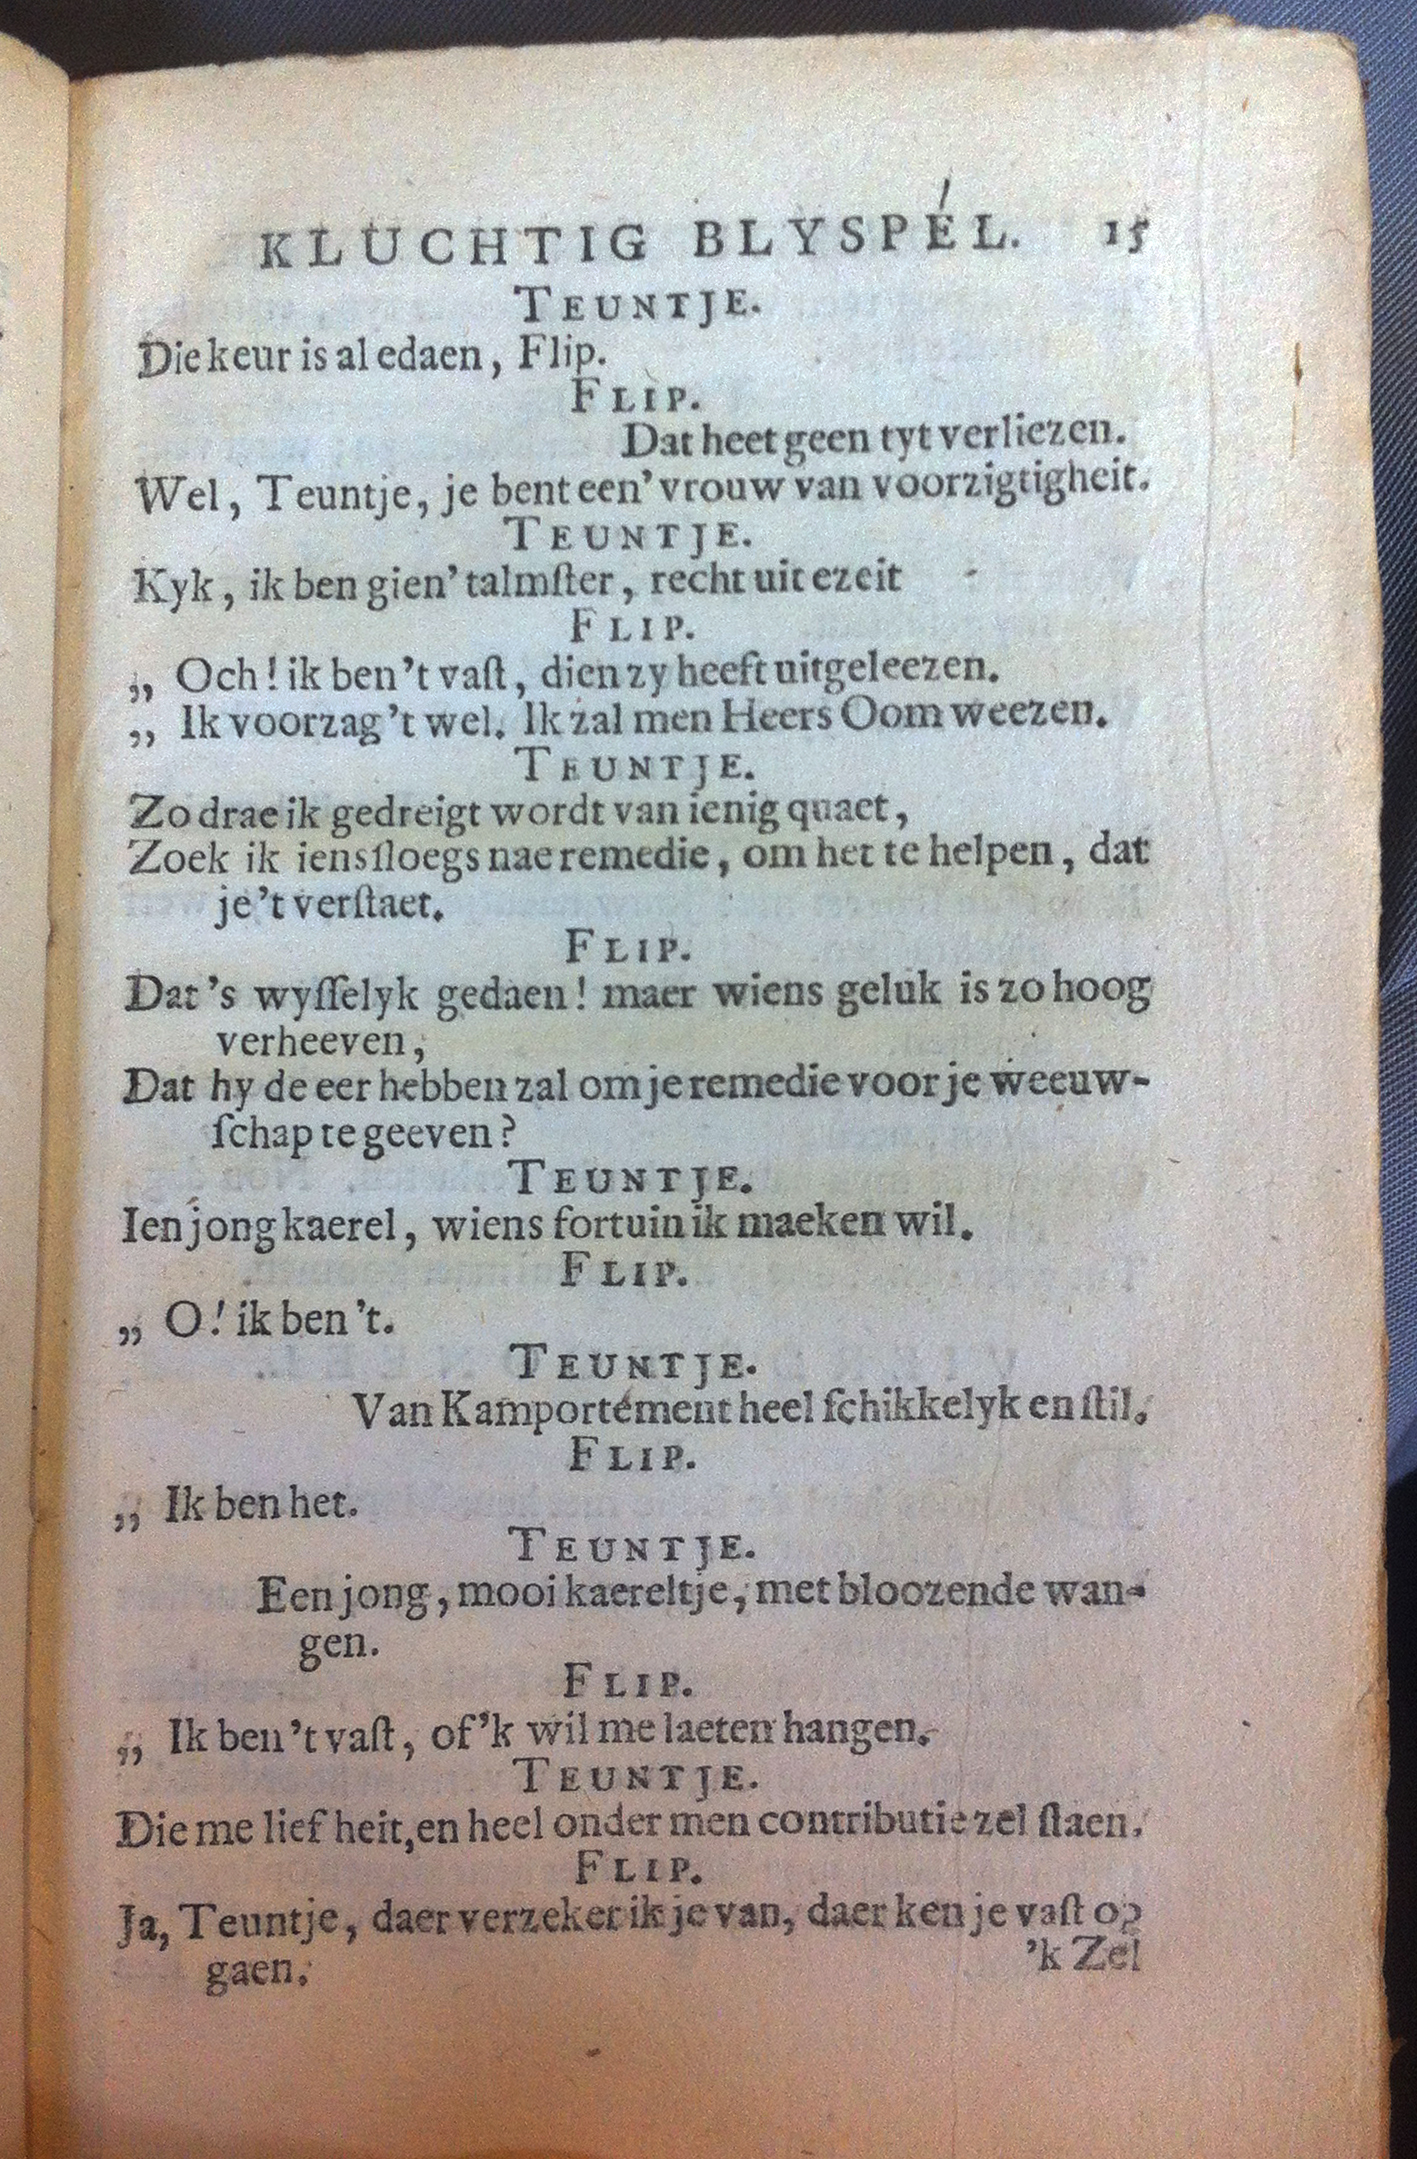 KLUCHTIG BLYSPÉL. 15
TEUNTJE.
Die keur is al edaen, Flip.
FLIP.
Dat heet geen tyt verliezen.
Wel, Teuntje, je bent een' vrouw van voorzigtigheit.
TEUNTJE.
Kyk, ik ben gien' talmſter, recht uit ezeit
FLIP.
„ Och! ik ben 't vaſt, dien zy heeft uitgeleezen.
„ Ik voorzag 't wel. Ik zal men Heers Oom weezen.
TEUNTJE.
Zo drae ik gedreigt wordt van ienig quaet,
Zoek ik iensſloegs nae remedie, om het te helpen, dat
je 't verſtaet.
FLIP.
Dat 's wyſſelyk gedaen! maer wiens geluk is zo hoog
verheeven,
Dat hy de eer hebben zal om je remedie voor je weeuw-
ſchap te geeven?
TEUNTJE.
Ien jong kaerel, wiens fortuin ik maeken wil.
FLIP.
„ O! ik ben 't.
TEUNTJE.
Van Kamportément heel ſchikkelyk en ſtil.
FLIP.
„ Ik ben het.
TEUNTJE.
Een jong, mooi kaereltje, met bloozende wan-
gen.
FLIP.
„ Ik ben 't vaſt, of 'k wil me laeten hangen.
TEUNTJE.
Die me lief heit, en heel onder men contributie zel ſlaen.
FLIP.
Ja, Teuntje, daer verzeker ik je van, daer ken je vaſt op
gaen.
'k Zel